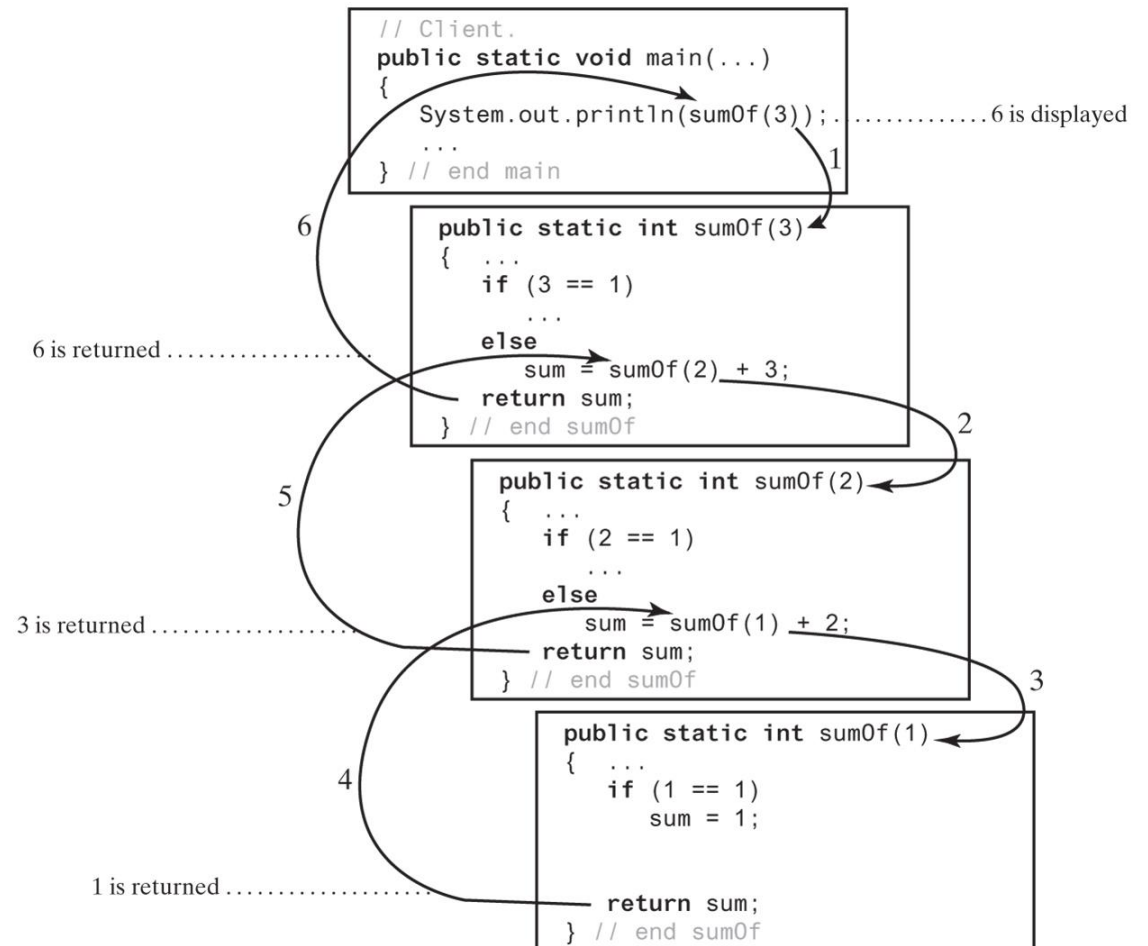 // Client.
public static void main(...)
{
System.out.println(sumOf(3));...............6 is displayed
...
} // end main
1
6
public static int sumOf(3)
{ ...
if (3 == 1)
...
else
6 is returned ....................
sum = sumOf(2) + 3;
return sum;
} // end sumOf
2
5
public static int sumOf(2)
{ ...
if (2 == 1)
...
else
3 is returned ....................
sum = sumOf(1) + 2;
return sum;
} // end sumOf
3
4
public static int sumOf(1)
{ ...
if (1 == 1)
sum = 1;
1 is returned ....................
return sum;
} // end sumOf